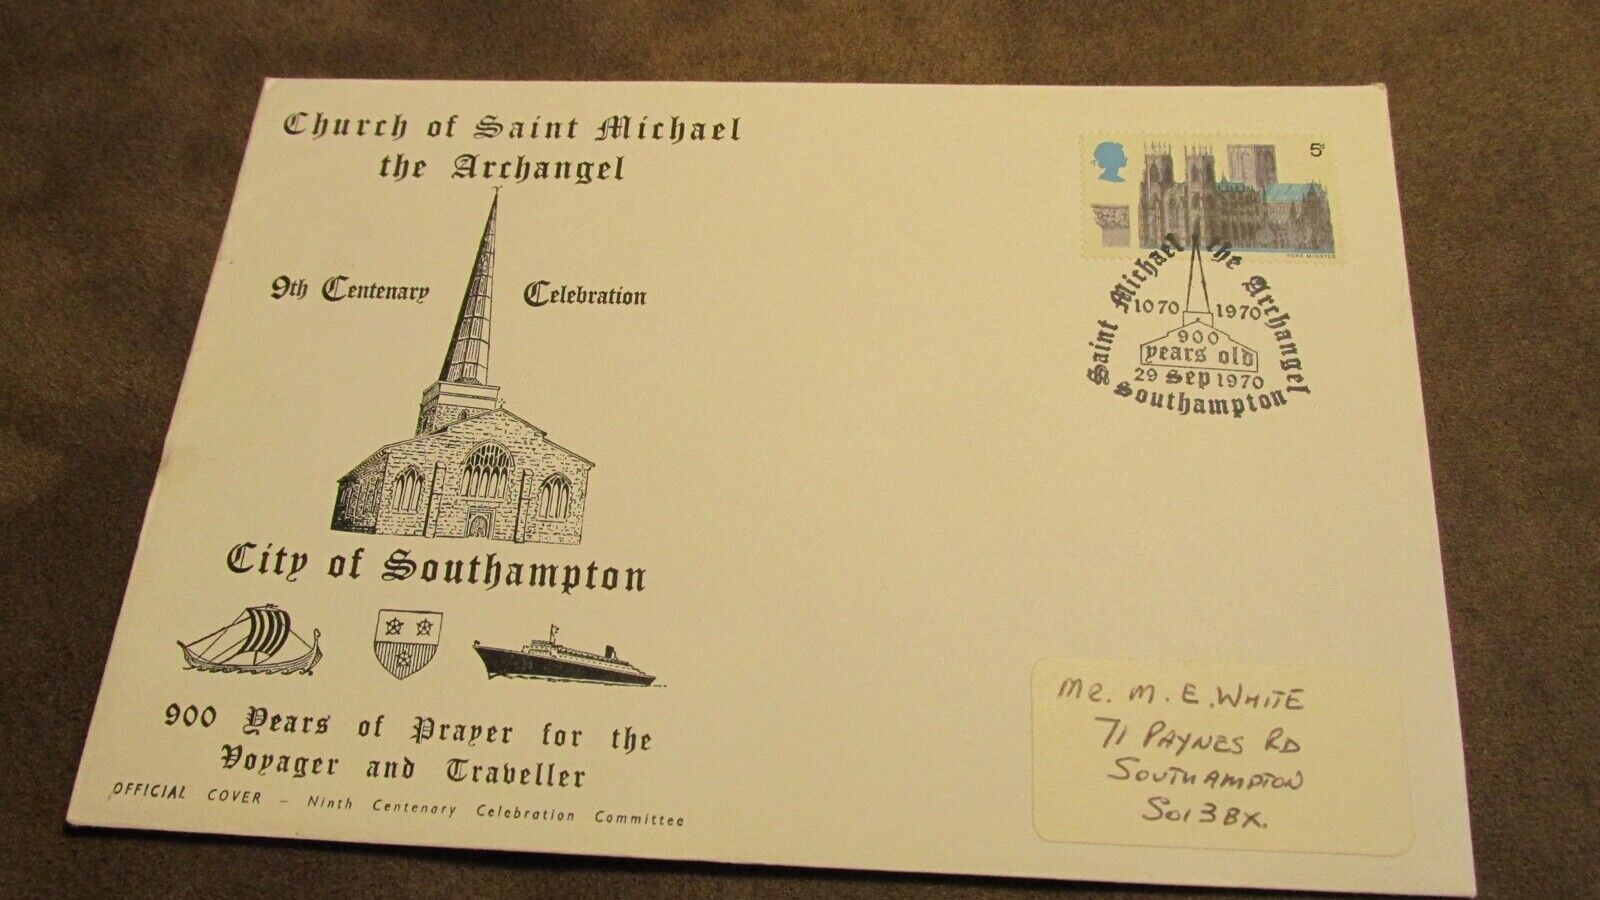 Church of Saint Michael
the Archangel
9th Centenary Celebration
City of Southampton
900 Years of Prayer for the
Voyager and Traveller
OFFICIAL COVER – Ninth Centenary Celebration Committee
5d
YORK MINSTER
Saint Michael the Archangel
1070 1970
900
years old
29 Sep 1970
Southampton
Mr. M. E. WHITE
71 PAYNES RD
SOUTHAMPTON
SO1 3BX.